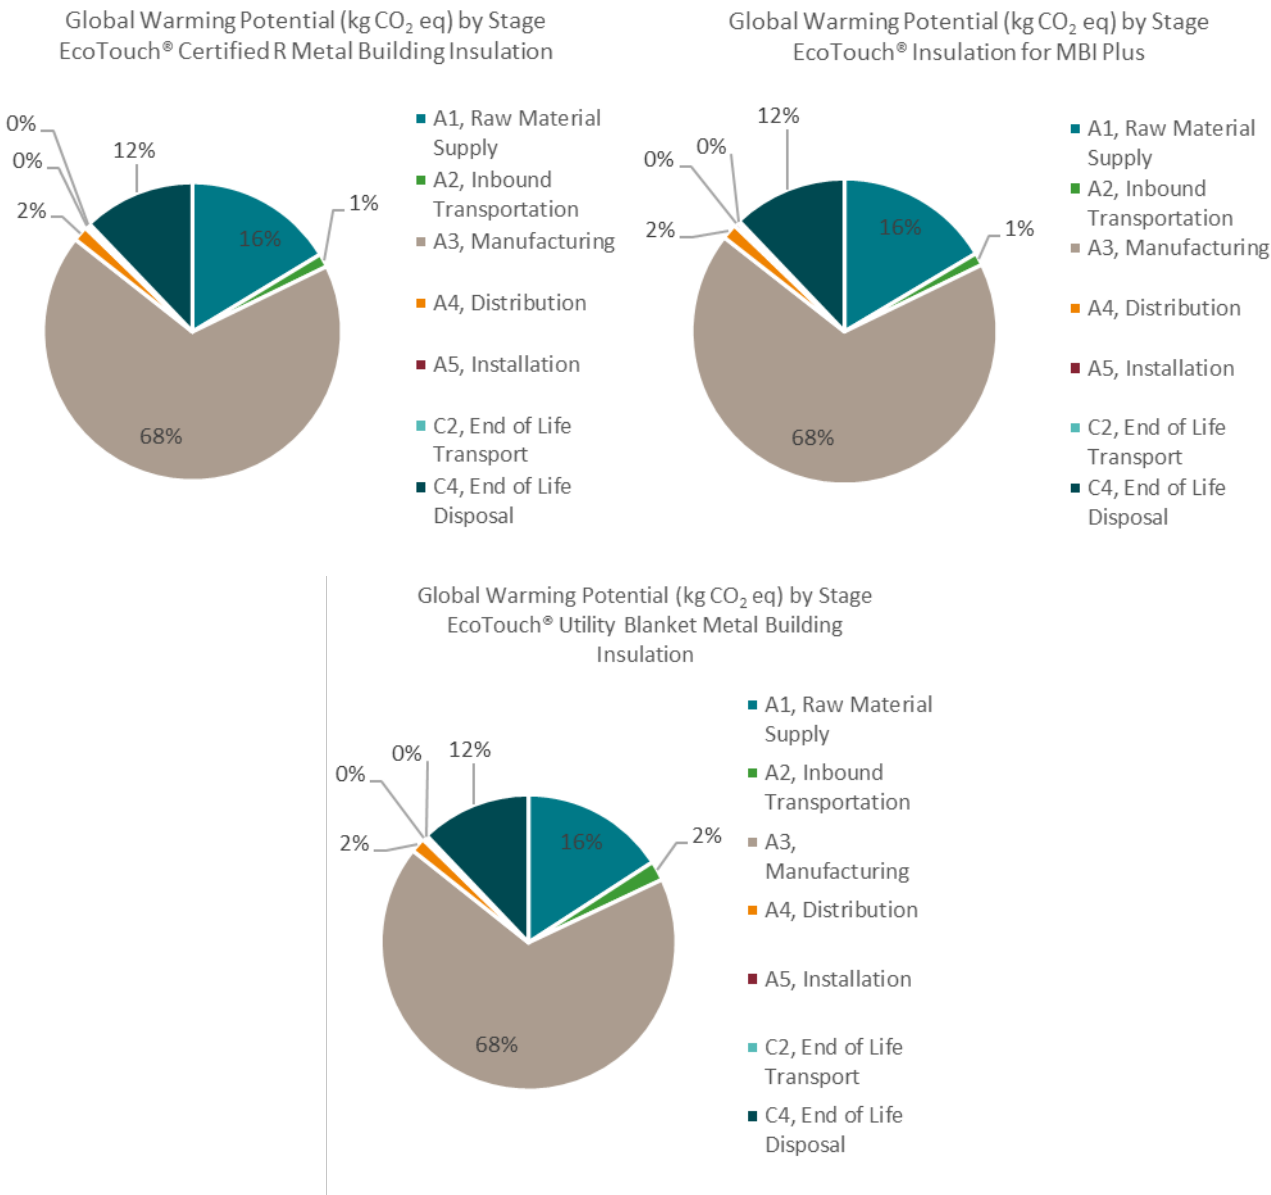 Global Warming Potential (kg CO₂ eq) by Stage
EcoTouch® Certified R Metal Building Insulation
0%
0%
12%
2%
1%
16%
68%
A1, Raw Material
Supply
A2, Inbound
Transportation
A3, Manufacturing
A4, Distribution
A5, Installation
C2, End of Life
Transport
C4, End of Life
Disposal
Global Warming Potential (kg CO₂ eq) by Stage
EcoTouch® Insulation for MBI Plus
12%
0%
0%
2%
16%
1%
68%
A1, Raw Material
Supply
A2, Inbound
Transportation
A3, Manufacturing
A4, Distribution
A5, Installation
C2, End of Life
Transport
C4, End of Life
Disposal
Global Warming Potential (kg CO₂ eq) by Stage
EcoTouch® Utility Blanket Metal Building
Insulation
0%
12%
0%
2%
16%
2%
68%
A1, Raw Material
Supply
A2, Inbound
Transportation
A3,
Manufacturing
A4, Distribution
A5, Installation
C2, End of Life
Transport
C4, End of Life
Disposal